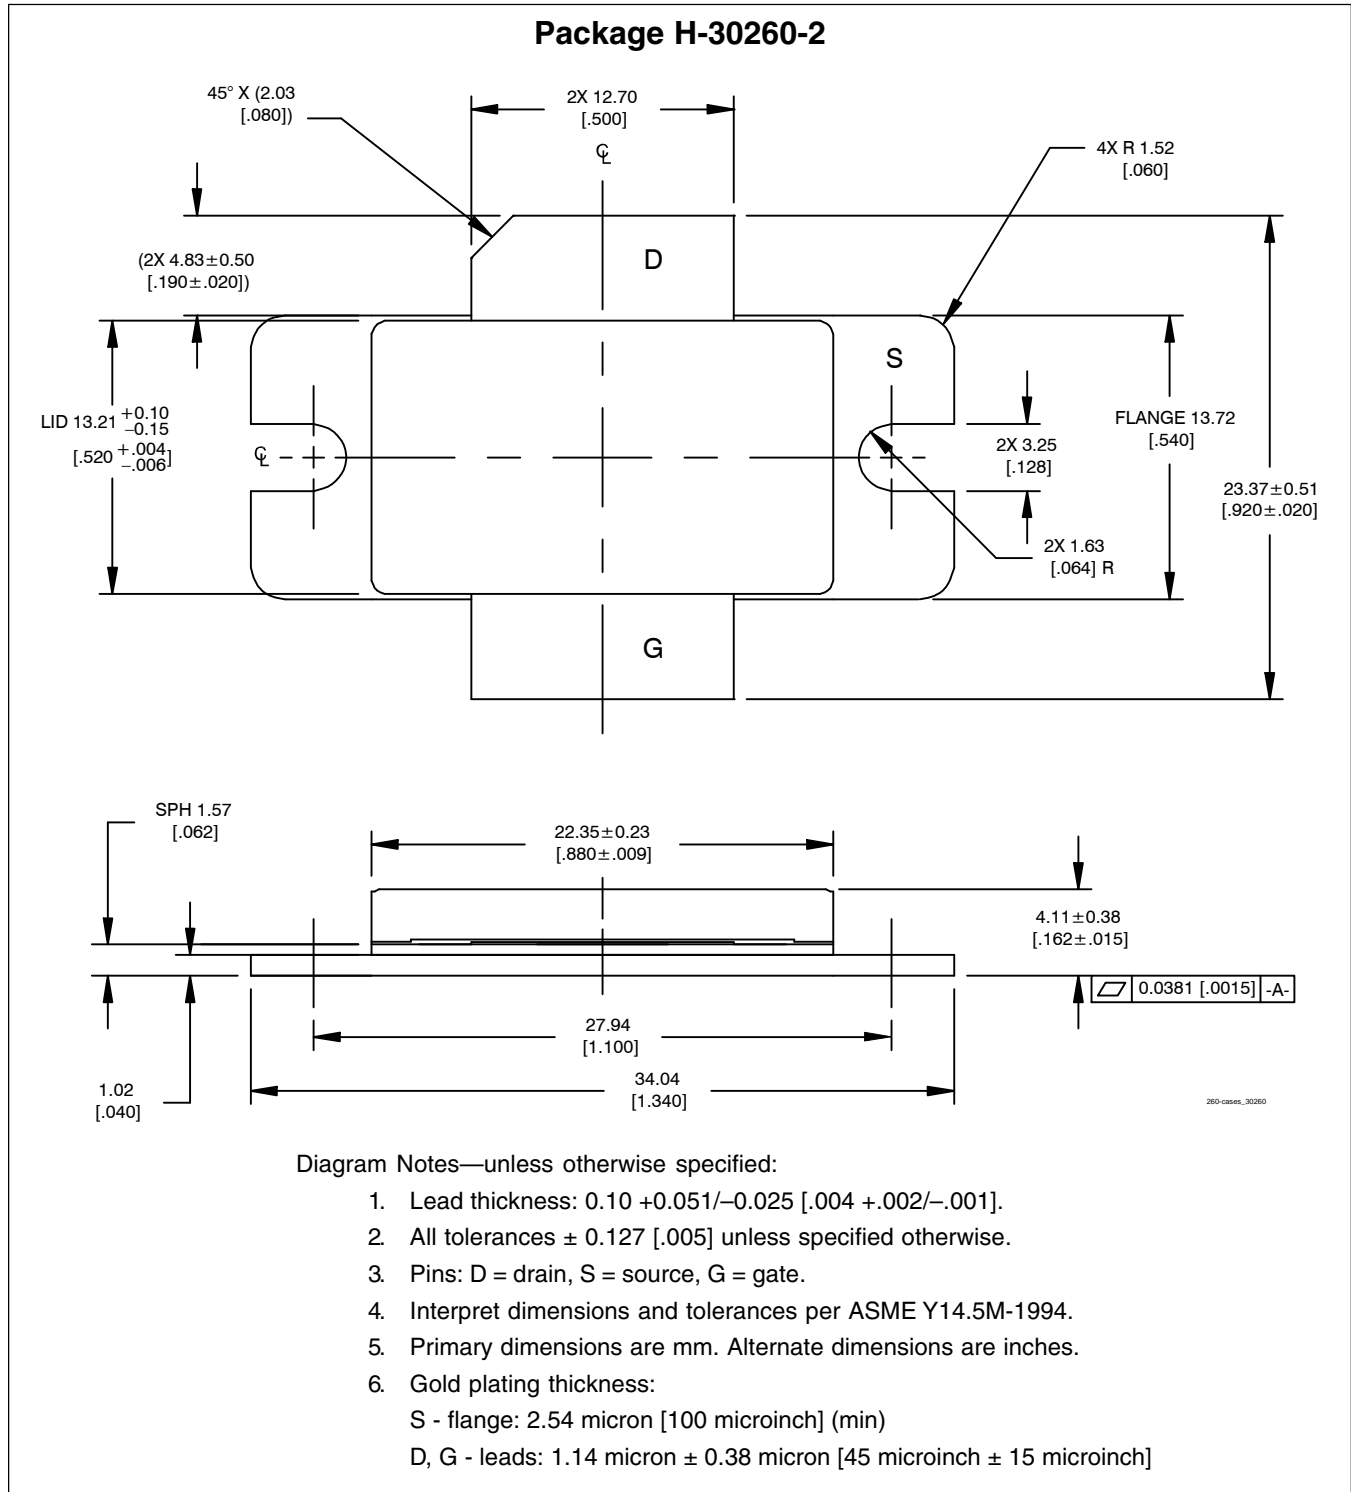 Package H-30260-2
45° X (2.03
[.080])
2X 12.70
[.500]
℄
4X R 1.52
[.060]
(2X 4.83±0.50
[.190±.020])
D
S
LID 13.21 +0.10
−0.15
[.520 +.004
−.006]
℄
2X 3.25
[.128]
FLANGE 13.72
[.540]
23.37±0.51
[.920±.020]
2X 1.63
[.064] R
G
SPH 1.57
[.062]
22.35±0.23
[.880±.009]
4.11±0.38
[.162±.015]
0.0381 [.0015] -A-
27.94
[1.100]
1.02
[.040]
34.04
[1.340]
260-cases_30260
Diagram Notes—unless otherwise specified:
1. Lead thickness: 0.10 +0.051/–0.025 [.004 +.002/–.001].
2. All tolerances ± 0.127 [.005] unless specified otherwise.
3. Pins: D = drain, S = source, G = gate.
4. Interpret dimensions and tolerances per ASME Y14.5M-1994.
5. Primary dimensions are mm. Alternate dimensions are inches.
6. Gold plating thickness:
S - flange: 2.54 micron [100 microinch] (min)
D, G - leads: 1.14 micron ± 0.38 micron [45 microinch ± 15 microinch]